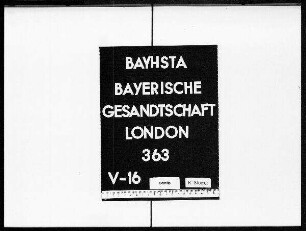 BAYHSTA
BAYERISCHE
GESANDTSCHAFT
LONDON
363
V-16